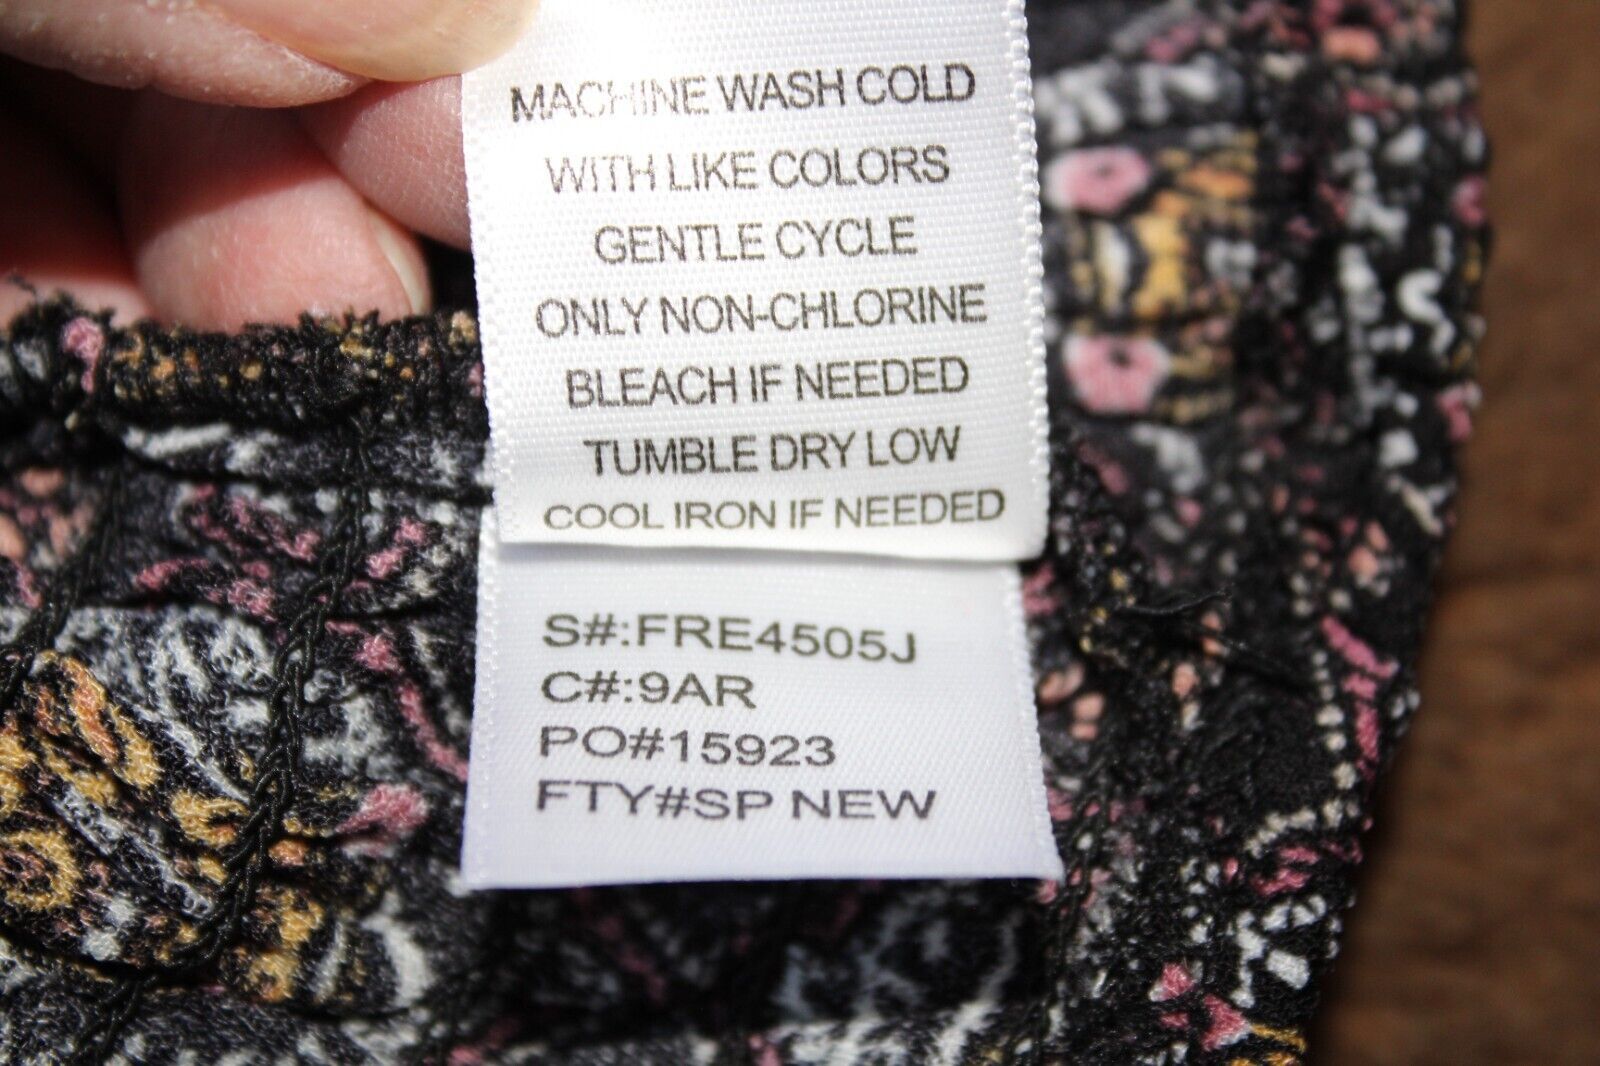 MACHINE WASH COLD
WITH LIKE COLORS
GENTLE CYCLE
ONLY NON-CHLORINE
BLEACH IF NEEDED
TUMBLE DRY LOW
COOL IRON IF NEEDED
S#:FRE4505J
C#:9AR
PO#15923
FTY#SP NEW